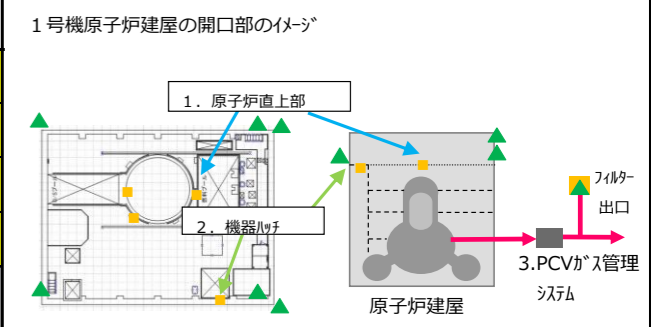 １号機原子炉建屋の開口部のｲﾒｰｼﾞ
１．原子炉直上部
２．機器ﾊｯﾁ
ﾌｨﾙﾀｰ
出口
3.PCVｶﾞｽ管理
ｼｽﾃﾑ
原子炉建屋